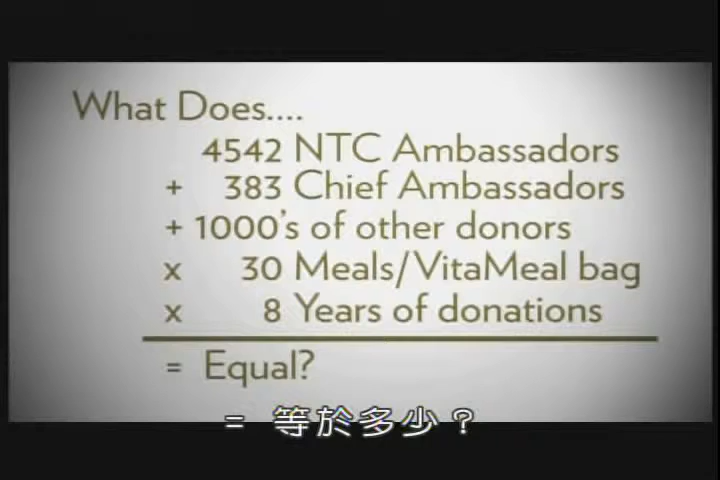 What Does....
4542 NTC Ambassadors
+ 383 Chief Ambassadors
+ 1000's of other donors
x 30 Meals/VitaMeal bag
x 8 Years of donations
= Equal?
= 等於多少？